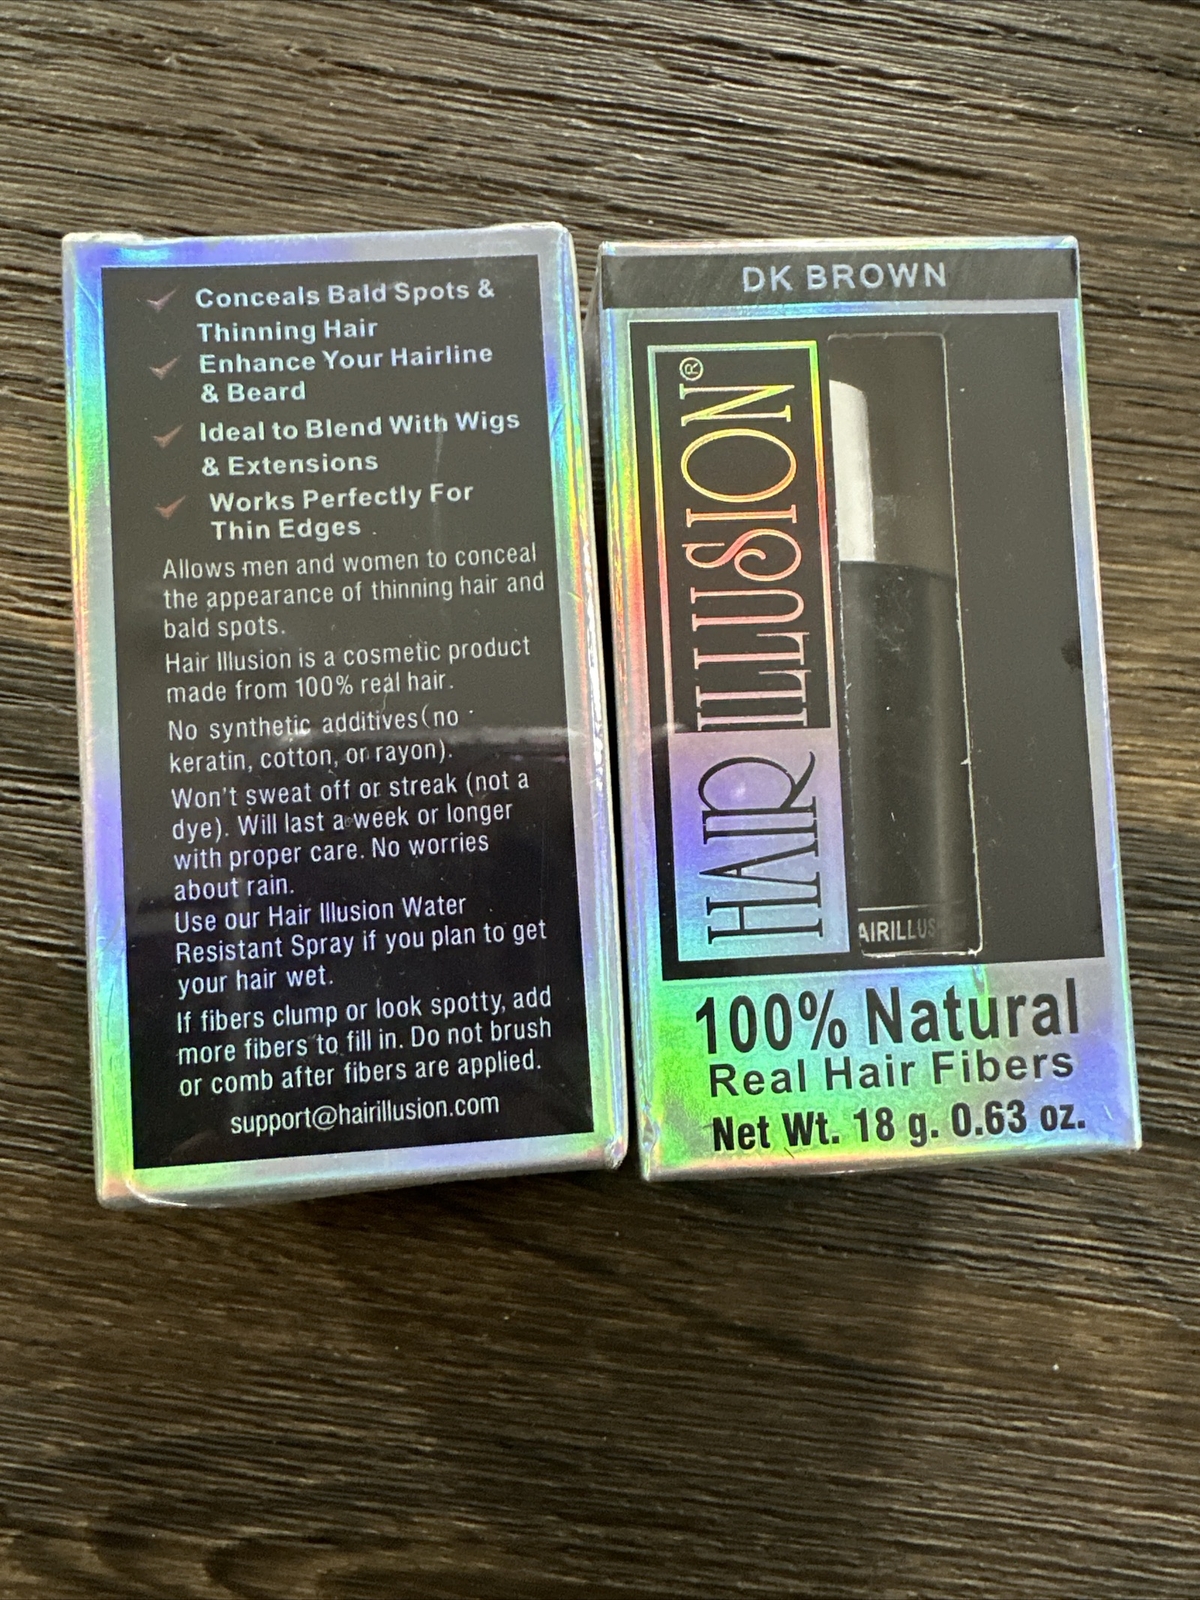 Conceals Bald Spots &
Thinning Hair
Enhance Your Hairline
& Beard
Ideal to Blend With Wigs
& Extensions
Works Perfectly For
Thin Edges
Allows men and women to conceal
the appearance of thinning hair and
bald spots.
Hair Illusion is a cosmetic product
made from 100% real hair.
No synthetic additives(no
keratin, cotton, or rayon).
Won't sweat off or streak (not a
dye). Will last a week or longer
with proper care. No worries
about rain.
Use our Hair Illusion Water
Resistant Spray if you plan to get
your hair wet.
If fibers clump or look spotty, add
more fibers to fill in. Do not brush
or comb after fibers are applied.
support@hairillusion.com
DK BROWN
HAIR ILLUSION®
AIRILLUS
100% Natural
Real Hair Fibers
Net Wt. 18 g. 0.63 oz.